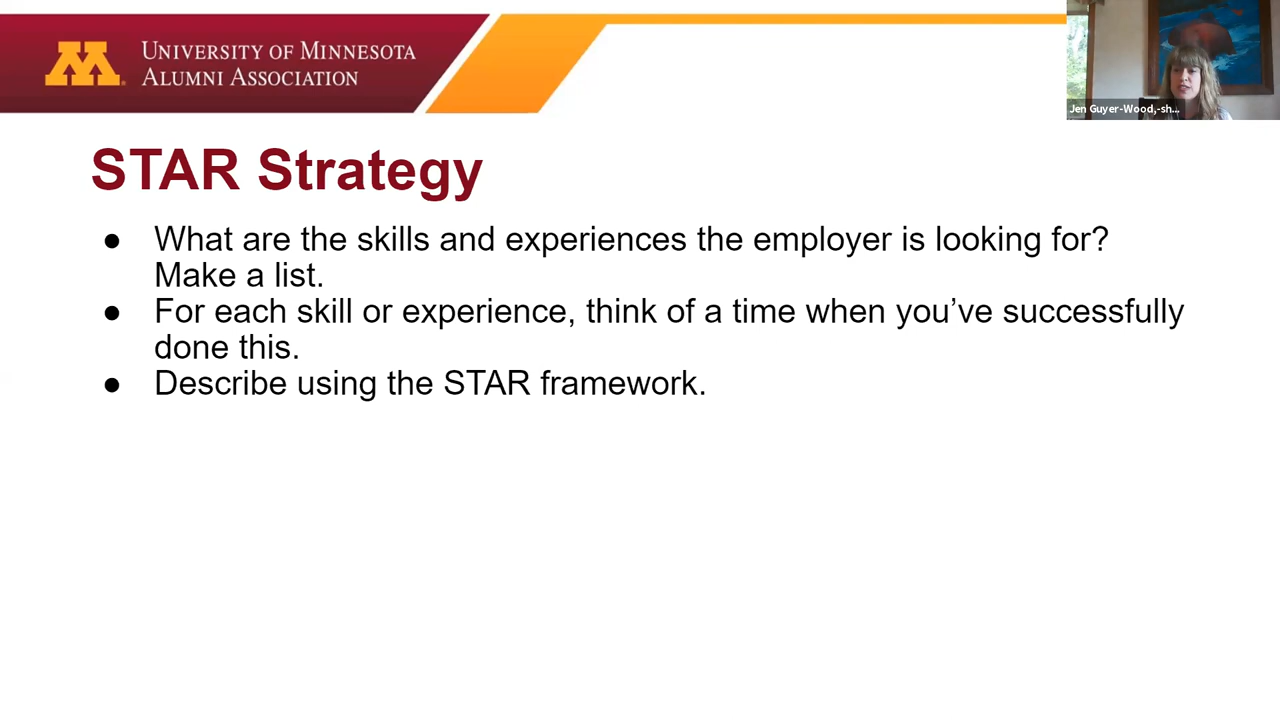 UNIVERSITY OF MINNESOTA
ALUMNI ASSOCIATION
Jen Guyer-Wood,-sh...
STAR Strategy
● What are the skills and experiences the employer is looking for?
Make a list.
● For each skill or experience, think of a time when you’ve successfully
done this.
● Describe using the STAR framework.